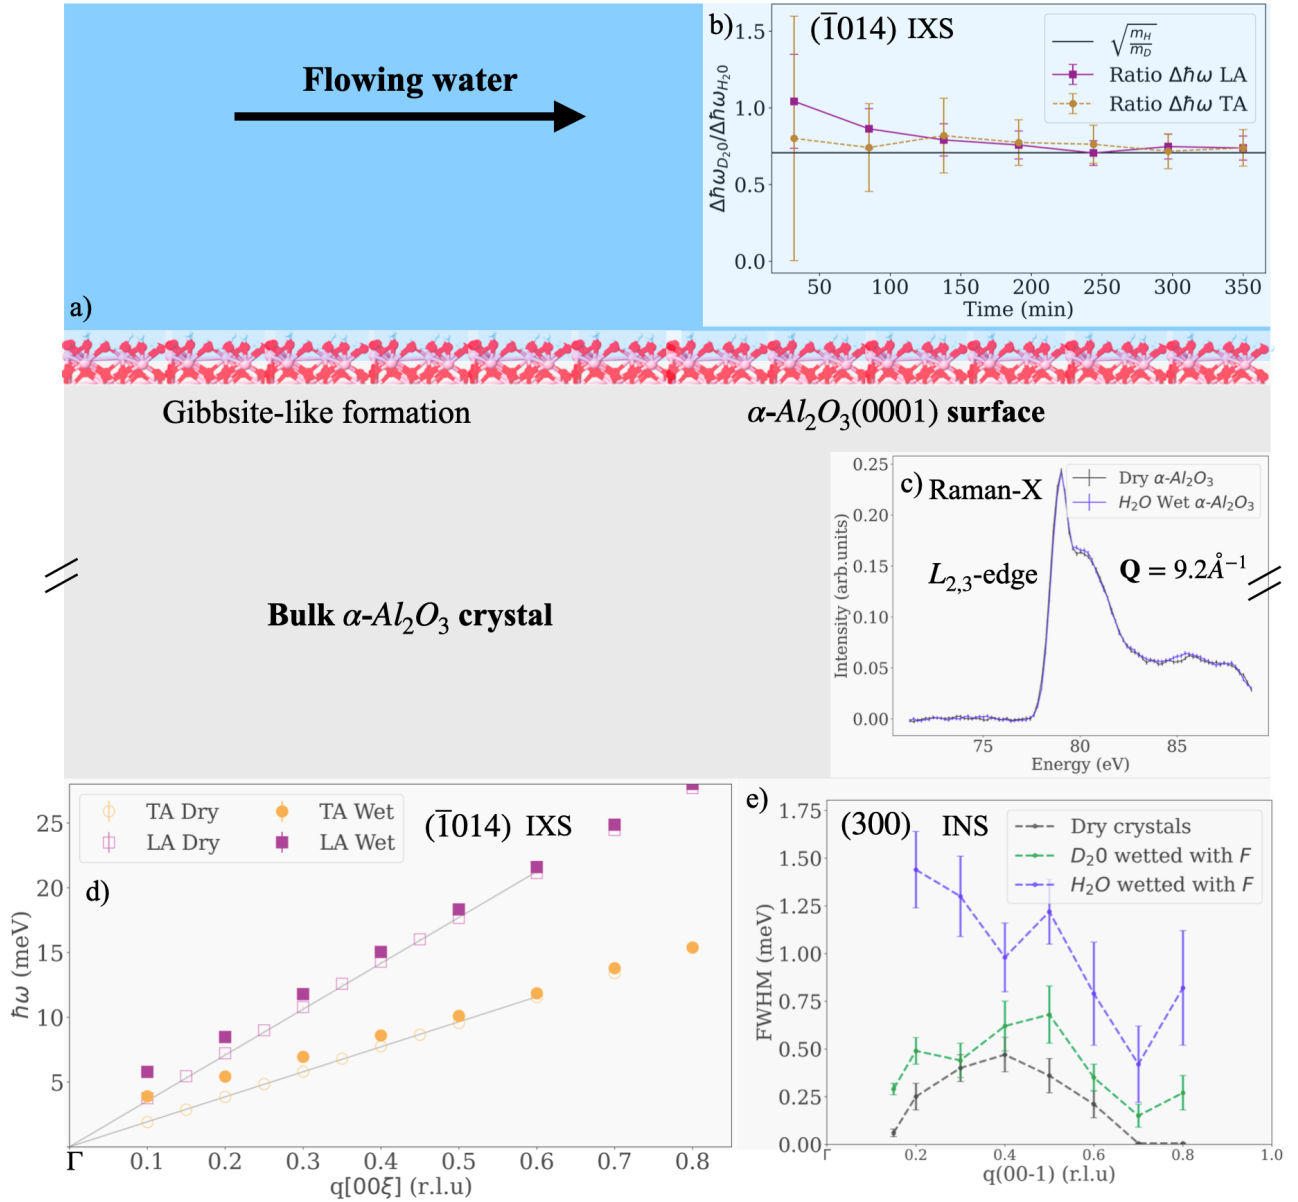 Flowing water
a)
b)
(1̅014) IXS
√(m_H/m_D)
Ratio Δħω LA
Ratio Δħω TA
Δħω_{D_20}/Δħω_{H_20}
1.5
1.0
0.5
0.0
50 100 150 200 250 300 350
Time (min)
Gibbsite-like formation
α-Al₂O₃(0001) surface
Bulk α-Al₂O₃ crystal
c) Raman-X
Dry α-Al₂O₃
H₂O Wet α-Al₂O₃
L₂,₃-edge
Q = 9.2Å⁻¹
Intensity (arb.units)
0.25
0.20
0.15
0.10
0.05
0.00
75 80 85
Energy (eV)
d)
TA Dry
TA Wet
LA Dry
LA Wet
(1̅014) IXS
ħω (meV)
25
20
15
10
5
Γ 0.1 0.2 0.3 0.4 0.5 0.6 0.7 0.8
q[00ξ] (r.l.u)
e)
(300) INS
Dry crystals
D₂0 wetted with F
H₂O wetted with F
FWHM (meV)
1.75
1.50
1.25
1.00
0.75
0.50
0.25
0.00
Γ 0.2 0.4 0.6 0.8 1.0
q(00-1) (r.l.u)